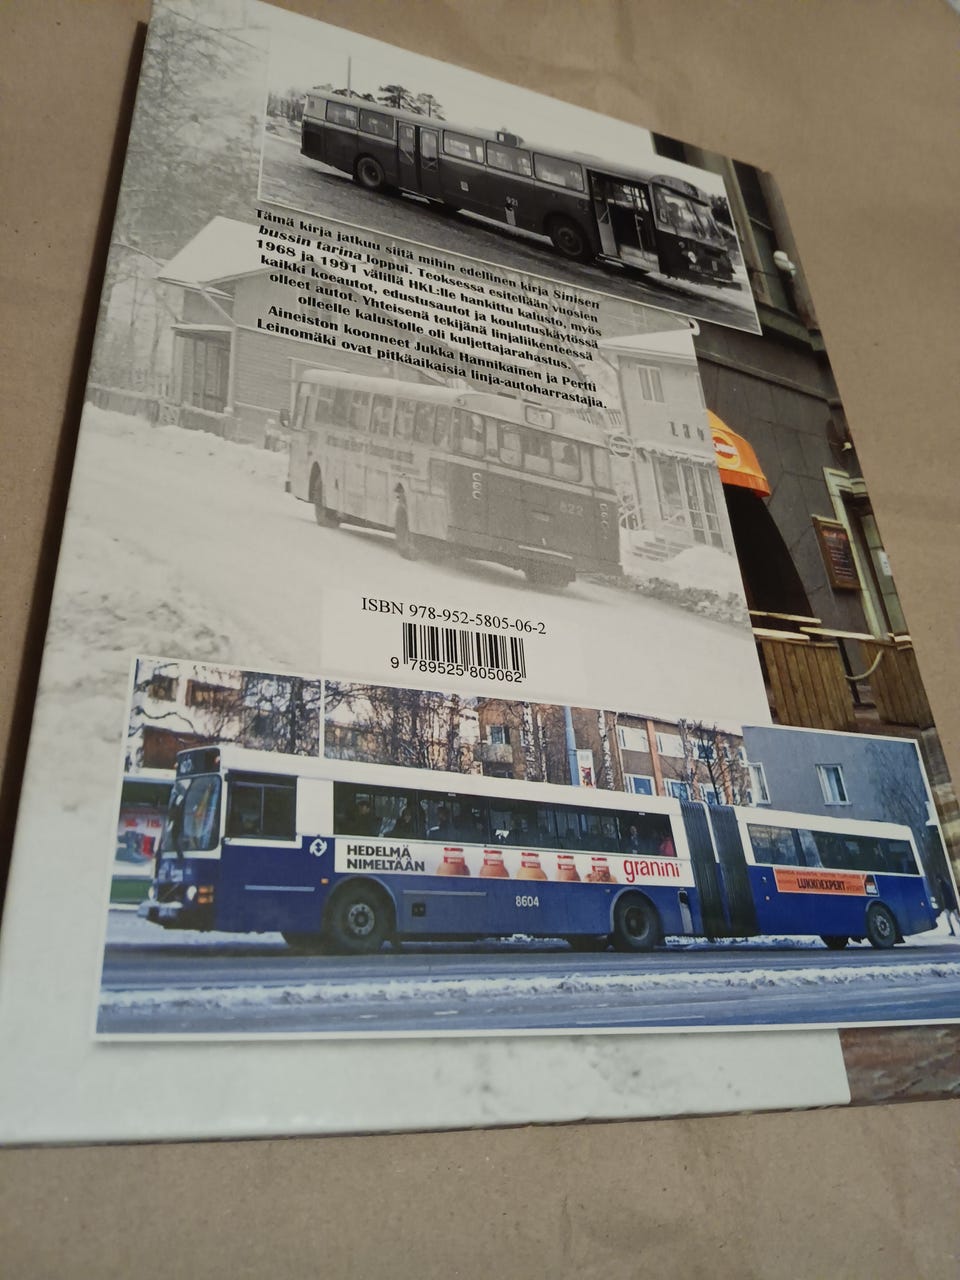 921
Tämä kirja jatkuu siitä mihin edellinen kirja Sinisen
bussin tarina loppui. Teoksessa esitellään vuosien
1968 ja 1991 välillä HKL:lle hankittu kalusto, myös
kaikki koeautot, edustusautot ja koulutuskäytössä
olleet autot. Yhteisenä tekijänä linjaliikenteessä
olleelle kalustolle oli kuljettajarahastus.
Aineiston koonneet Jukka Hannikainen ja Pertti
Leinomäki ovat pitkäaikaisia linja-autoharrastajia.
822
ISBN 978-952-5805-06-2
9 789525 805062
HEDELMÄ
NIMELTÄÄN
granini
LUKKOEXPERT
8604